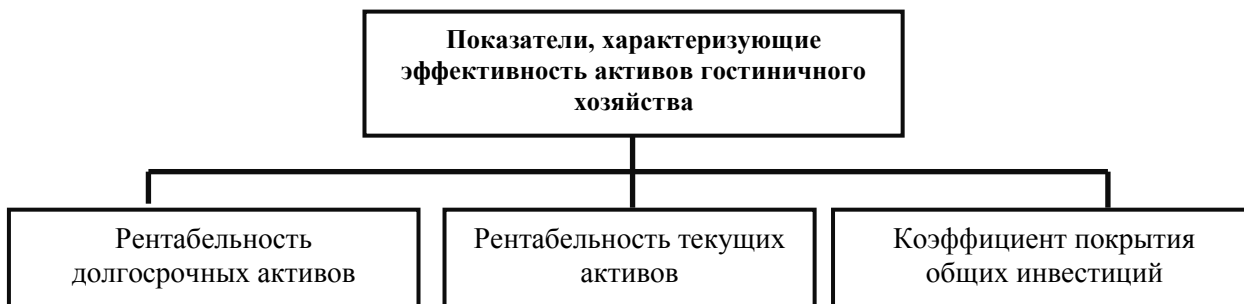 Показатели, характеризующие
эффективность активов гостиничного
хозяйства
Рентабельность
долгосрочных активов
Рентабельность текущих
активов
Коэффициент покрытия
общих инвестиций